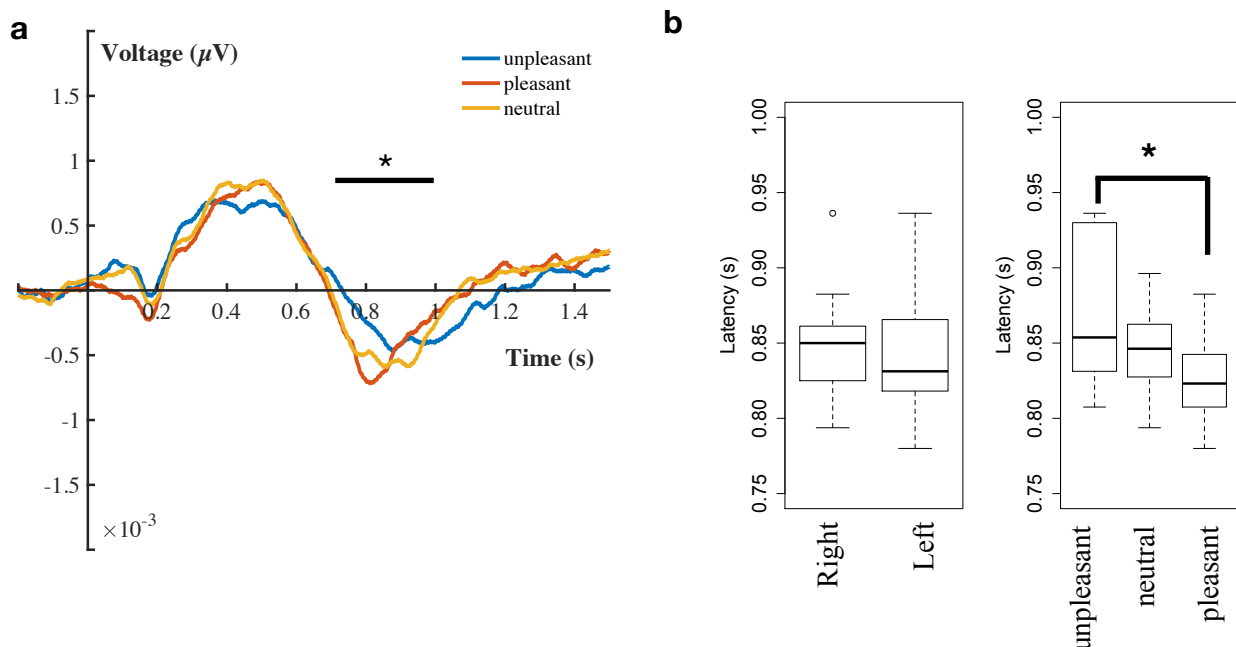 a
Voltage (µV)
unpleasant
pleasant
neutral
*
1.5
1
0.5
0
-0.5
-1
-1.5
0.2 0.4 0.6 0.8 1 1.2 1.4
Time (s)
×10-3
b
Latency (s)
1.00
0.95
0.90
0.85
0.80
0.75
Right
Left
Latency (s)
1.00
0.95
0.90
0.85
0.80
0.75
*
unpleasant
neutral
pleasant